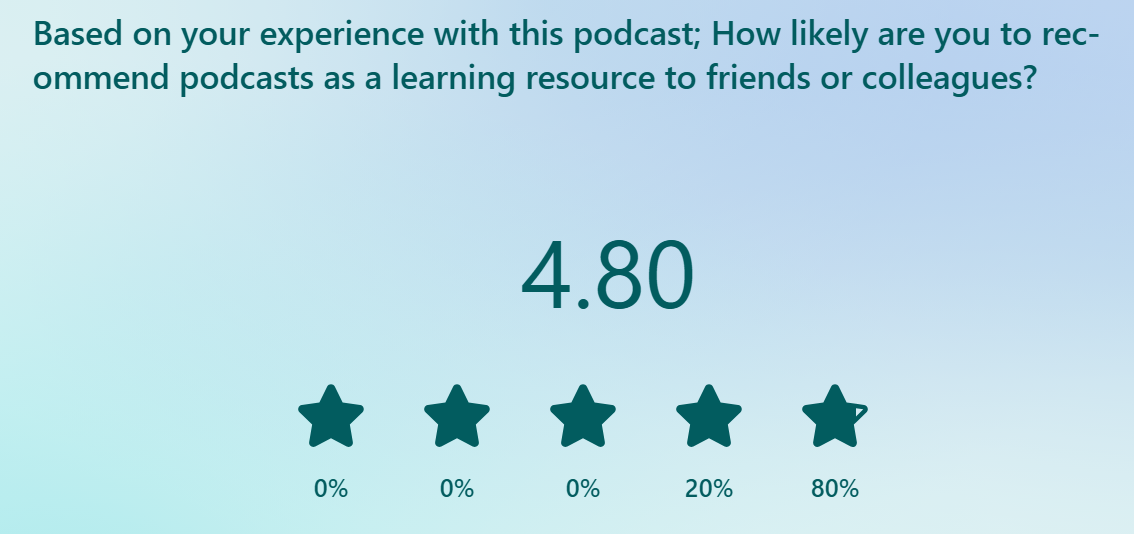 Based on your experience with this podcast; How likely are you to rec-
ommend podcasts as a learning resource to friends or colleagues?
4.80
0% 0% 0% 20% 80%